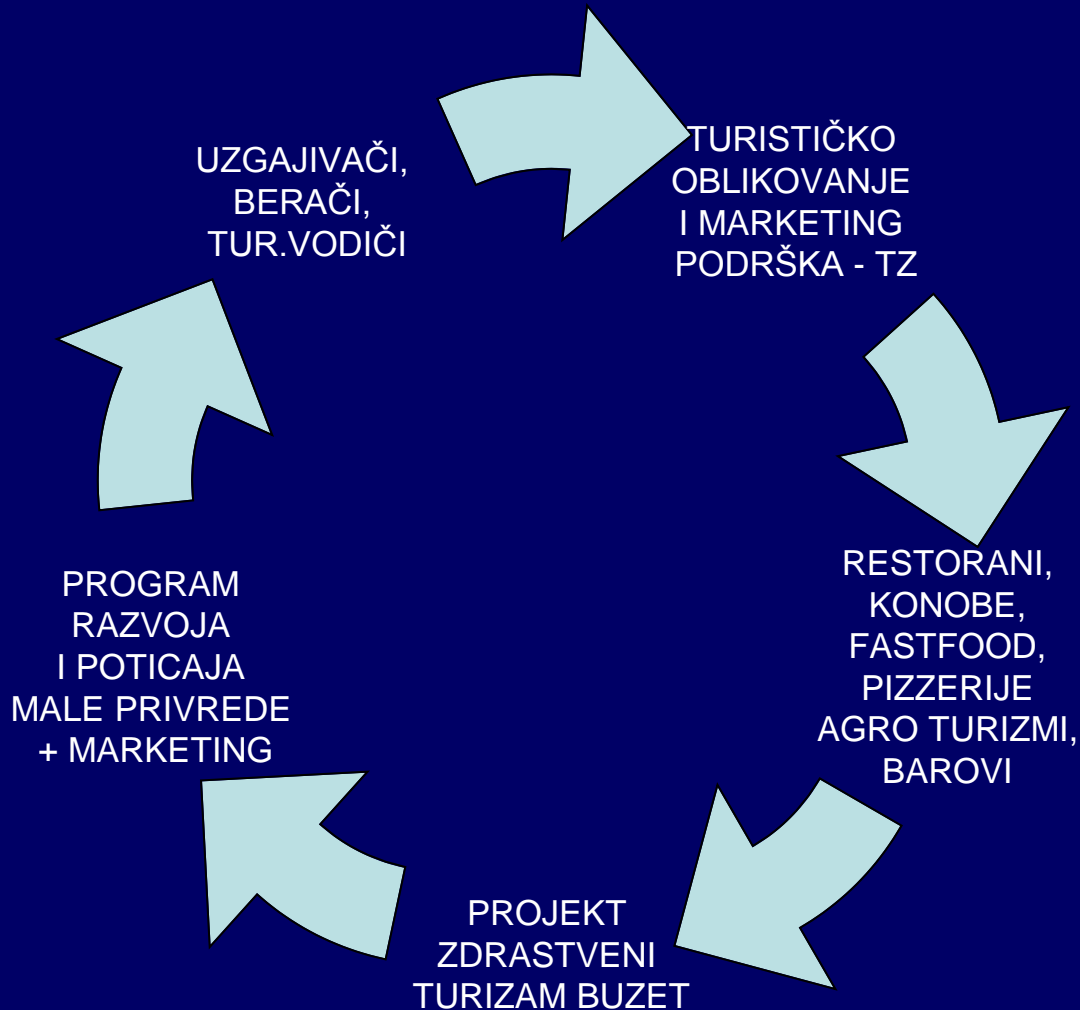 UZGAJIVAČI,
BERAČI,
TUR.VODIČI
TURISTIČKO
OBLIKOVANJE
I MARKETING
PODRŠKA - TZ
RESTORANI,
KONOBE,
FASTFOOD,
PIZZERIJE
AGRO TURIZMI,
BAROVI
PROJEKT
ZDRASTVENI
TURIZAM BUZET
PROGRAM
RAZVOJA
I POTICAJA
MALE PRIVREDE
+ MARKETING